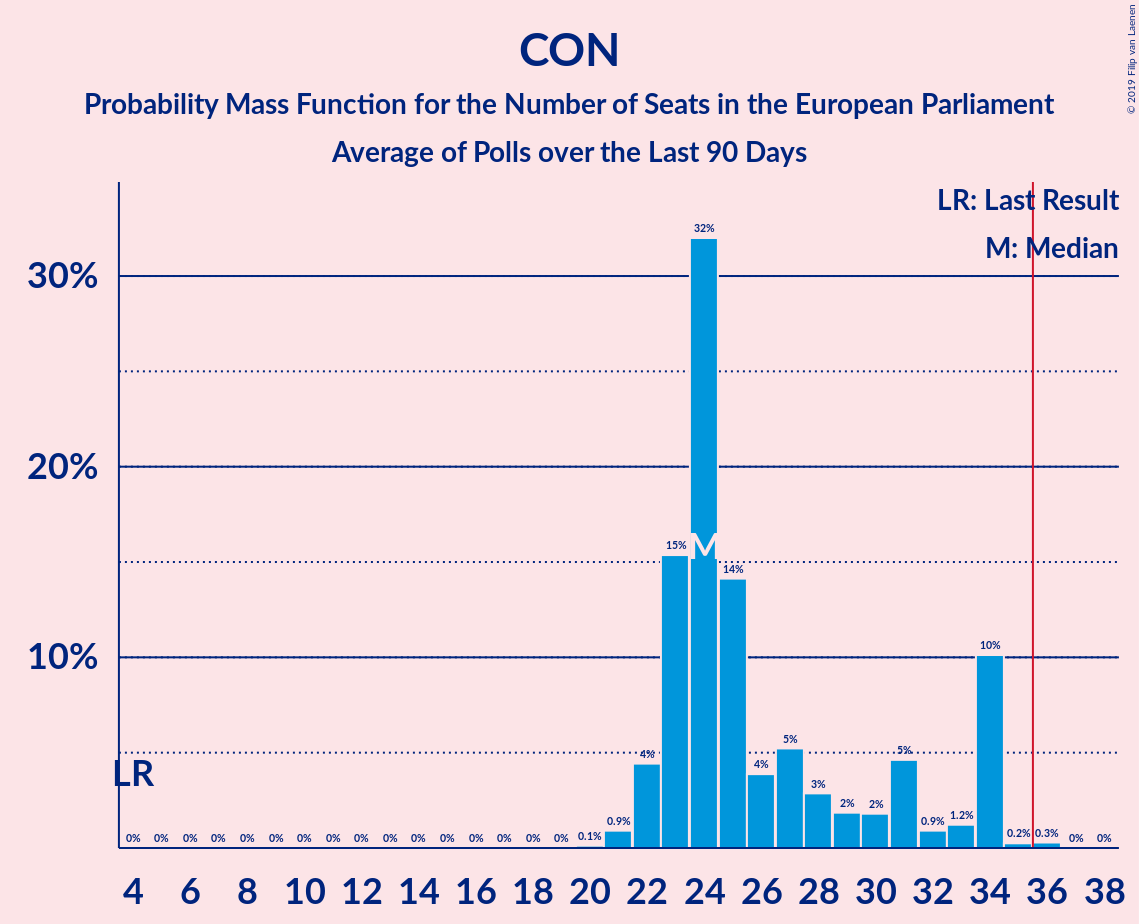 CON
Probability Mass Function for the Number of Seats in the European Parliament
Average of Polls over the Last 90 Days
© 2019 Filip van Laenen
LR: Last Result
M: Median
30%
20%
10%
LR
M
0% 0% 0% 0% 0% 0% 0% 0% 0% 0% 0% 0% 0% 0% 0% 0% 0.1% 0.9% 4% 15% 32% 14% 4% 5% 3% 2% 2% 5% 0.9% 1.2% 10% 0.2% 0.3% 0% 0%
4 6 8 10 12 14 16 18 20 22 24 26 28 30 32 34 36 38